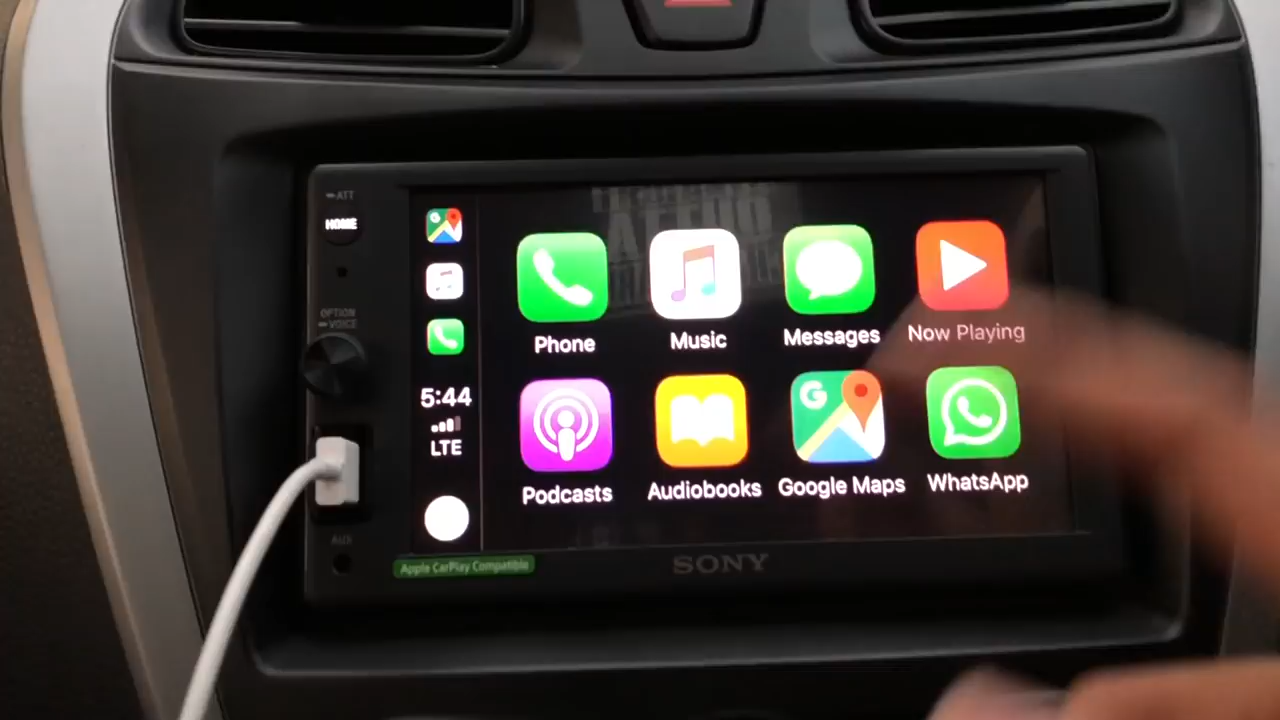 ATT
HOME
OPTION
VOICE
AUX
5:44
LTE
Phone
Music
Messages
Now Playing
Podcasts
Audiobooks
G
Google Maps
WhatsApp
Apple CarPlay Compatible
SONY